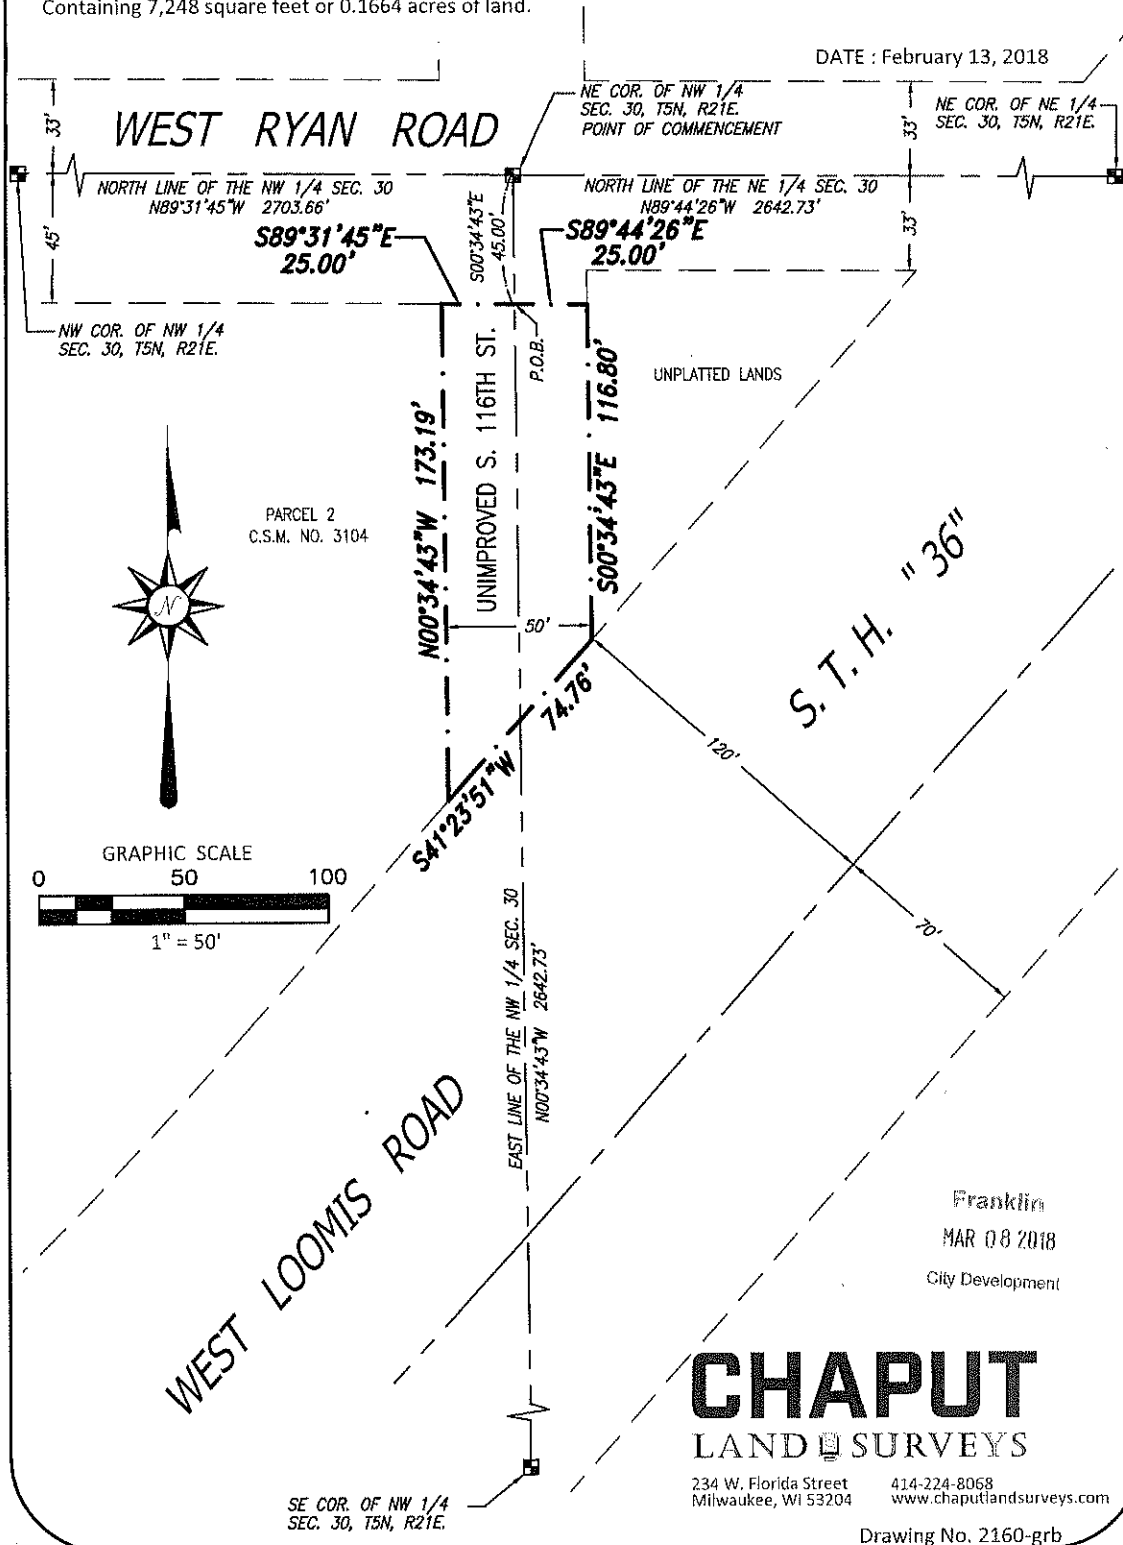 Containing 7,248 square feet or 0.1664 acres of land.
DATE : February 13, 2018
WEST RYAN ROAD
33'
45'
NE COR. OF NW 1/4
SEC. 30, T5N, R21E.
POINT OF COMMENCEMENT
33'
33'
NE COR. OF NE 1/4
SEC. 30, T5N, R21E.
NORTH LINE OF THE NW 1/4 SEC. 30
N89°31'45"W 2703.66'
NORTH LINE OF THE NE 1/4 SEC. 30
N89°44'26"W 2642.73'
S00°34'43"E
45.00'
S89°31'45"E
25.00'
S89°44'26"E
25.00'
NW COR. OF NW 1/4
SEC. 30, T5N, R21E.
P.O.B.
UNPLATTED LANDS
N00°34'43"W 173.19'
UNIMPROVED S. 116TH ST.
S00°34'43"E 116.80'
PARCEL 2
C.S.M. NO. 3104
N
50'
S41°23'51"W 74.76'
S. T. H. "36"
120'
70'
GRAPHIC SCALE
0 50 100
1" = 50'
EAST LINE OF THE NW 1/4 SEC. 30
N00°34'43"W 2642.73'
WEST LOOMIS ROAD
Franklin
MAR 08 2018
City Development
CHAPUT
LAND SURVEYS
234 W. Florida Street 414-224-8068
Milwaukee, WI 53204 www.chaputlandsurveys.com
SE COR. OF NW 1/4
SEC. 30, T5N, R21E.
Drawing No. 2160-grb